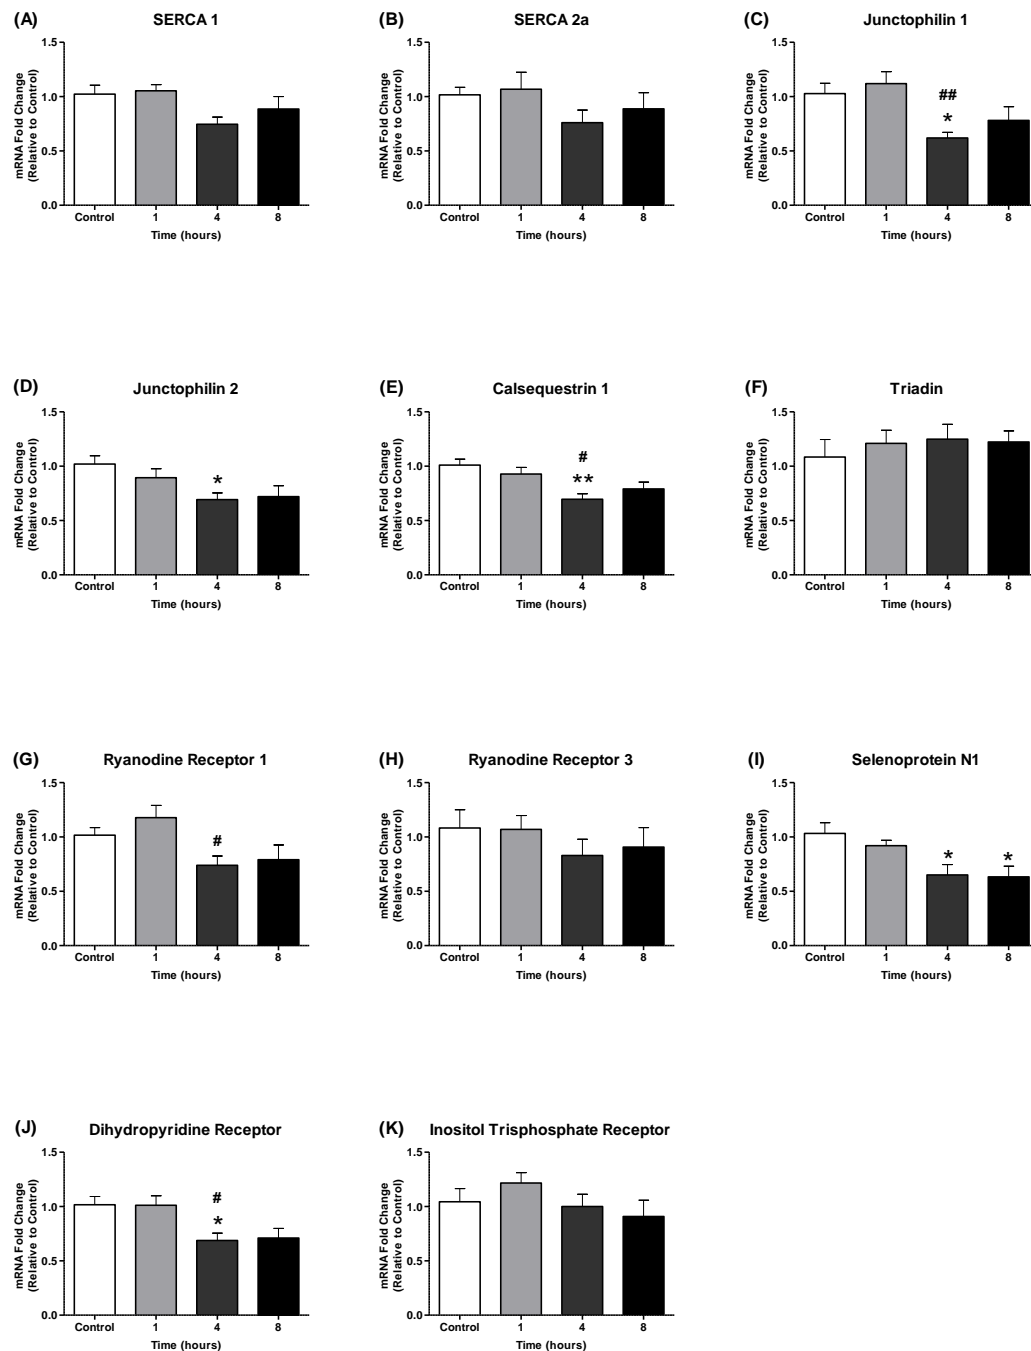 (A) SERCA 1
mRNA Fold Change
(Relative to Control)
1.5
1.0
0.5
0.0
Control 1 4 8
Time (hours)
(B) SERCA 2a
mRNA Fold Change
(Relative to Control)
1.5
1.0
0.5
0.0
Control 1 4 8
Time (hours)
(C) Junctophilin 1
mRNA Fold Change
(Relative to Control)
1.5
1.0
0.5
0.0
##
*
Control 1 4 8
Time (hours)
(D) Junctophilin 2
mRNA Fold Change
(Relative to Control)
1.5
1.0
0.5
0.0
*
Control 1 4 8
Time (hours)
(E) Calsequestrin 1
mRNA Fold Change
(Relative to Control)
1.5
1.0
0.5
0.0
#
**
Control 1 4 8
Time (hours)
(F) Triadin
mRNA Fold Change
(Relative to Control)
1.5
1.0
0.5
0.0
Control 1 4 8
Time (hours)
(G) Ryanodine Receptor 1
mRNA Fold Change
(Relative to Control)
1.5
1.0
0.5
0.0
#
Control 1 4 8
Time (hours)
(H) Ryanodine Receptor 3
mRNA Fold Change
(Relative to Control)
1.5
1.0
0.5
0.0
Control 1 4 8
Time (hours)
(I) Selenoprotein N1
mRNA Fold Change
(Relative to Control)
1.5
1.0
0.5
0.0
* *
Control 1 4 8
Time (hours)
(J) Dihydropyridine Receptor
mRNA Fold Change
(Relative to Control)
1.5
1.0
0.5
0.0
#
*
Control 1 4 8
Time (hours)
(K) Inositol Trisphosphate Receptor
mRNA Fold Change
(Relative to Control)
1.5
1.0
0.5
0.0
Control 1 4 8
Time (hours)